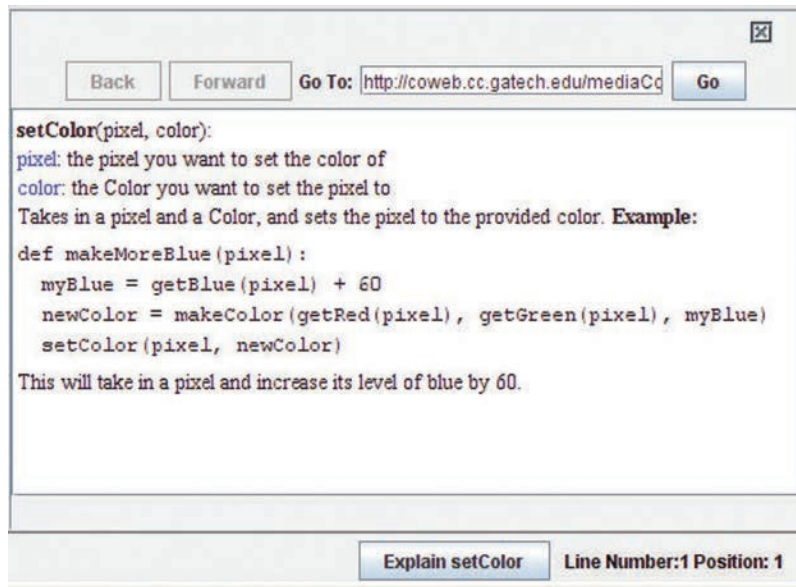 Back Forward Go To: http://coweb.cc.gatech.edu/mediaCo Go
setColor(pixel, color):
pixel: the pixel you want to set the color of
color: the Color you want to set the pixel to
Takes in a pixel and a Color, and sets the pixel to the provided color. Example:
def makeMoreBlue(pixel):
  myBlue = getBlue(pixel) + 60
  newColor = makeColor(getRed(pixel), getGreen(pixel), myBlue)
  setColor(pixel, newColor)
This will take in a pixel and increase its level of blue by 60.
Explain setColor Line Number:1 Position: 1